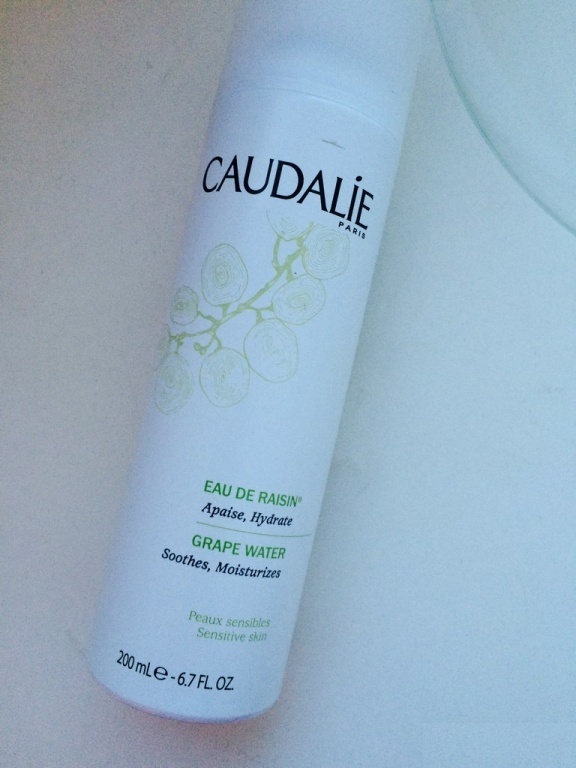 CAUDALİE
PARIS
EAU DE RAISIN®
Apaise, Hydrate
GRAPE WATER
Soothes, Moisturizes
Peaux sensibles
Sensitive skin
200 mL e - 6.7 FL. OZ.